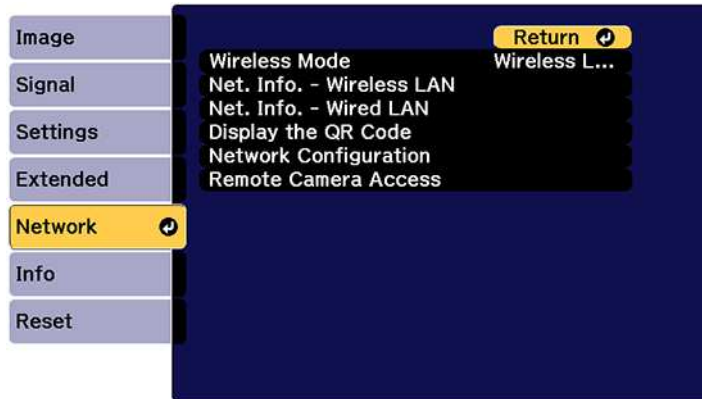 Image
Signal
Settings
Extended
Network
Info
Reset
Return
Wireless Mode Wireless L...
Net. Info. - Wireless LAN
Net. Info. - Wired LAN
Display the QR Code
Network Configuration
Remote Camera Access